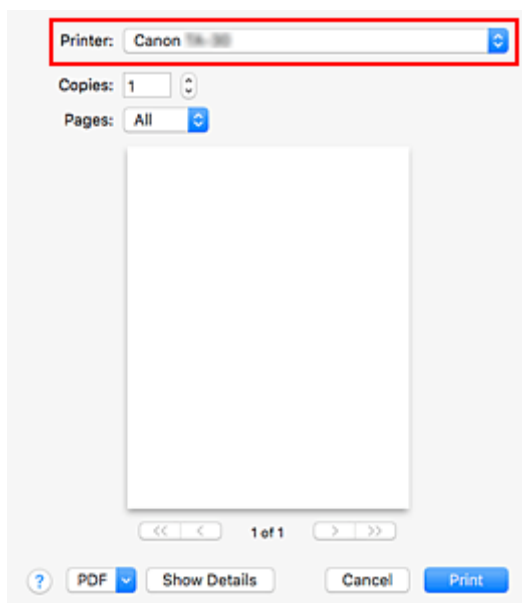 Printer: Canon
Copies: 1
Pages: All
<< < 1 of 1 > >>
? PDF Show Details Cancel Print